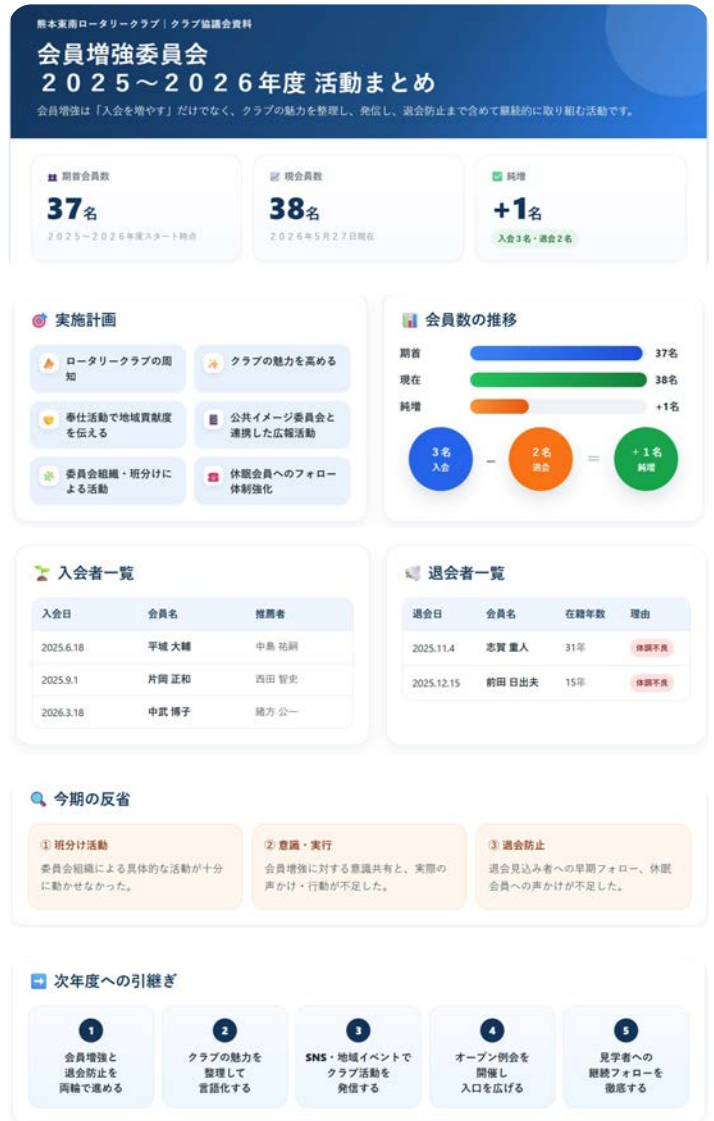 熊本東南ロータリークラブ｜クラブ協議会資料
会員増強委員会
２０２５～２０２６年度 活動まとめ
会員増強は「入会を増やす」だけでなく、クラブの魅力を整理し、発信し、退会防止まで含めて継続的に取り組む活動です。
期首会員数
37名
２０２５～２０２６年度スタート時点
現会員数
38名
２０２６年５月２７日現在
純増
+1名
入会３名・退会２名
実施計画
ロータリークラブの周
知
クラブの魅力を高める
奉仕活動で地域貢献度
を伝える
公共イメージ委員会と
連携した広報活動
委員会組織・班分けに
よる活動
休眠会員へのフォロー
体制強化
会員数の推移
期首 37名
現在 38名
純増 +1名
３名
入会
－
２名
退会
＝
＋１名
純増
入会者一覧
入会日 会員名 推薦者
2025.6.18 平城 大輔 中島 祐嗣
2025.9.1 片岡 正和 西田 智史
2026.3.18 中武 博子 緒方 公一
退会者一覧
退会日 会員名 在籍年数 理由
2025.11.4 志賀 重人 31年 体調不良
2025.12.15 前田 日出夫 15年 体調不良
今期の反省
① 班分け活動
委員会組織による具体的な活動が十分
に動かせなかった。
② 意識・実行
会員増強に対する意識共有と、実際の
声かけ・行動が不足した。
③ 退会防止
退会見込み者への早期フォロー、休眠
会員への声かけが不足した。
次年度への引継ぎ
1
会員増強と
退会防止を
両輪で進める
2
クラブの魅力を
整理して
言語化する
3
SNS・地域イベントで
クラブ活動を
発信する
4
オープン例会を
開催し
入口を広げる
5
見学者への
継続フォローを
徹底する